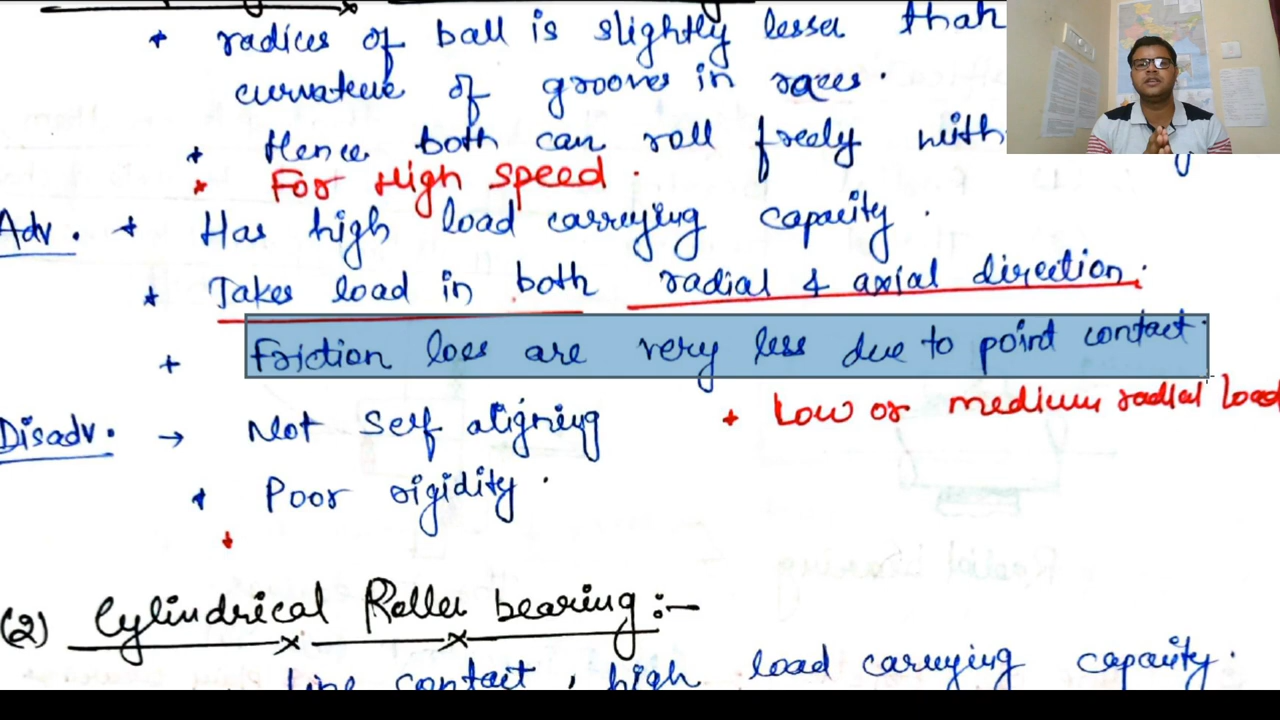 radices of ball is slightly lesser than
curvature of grooves in races.
Hence both can roll freely with
For High speed.
Adv. Has high load carrying capacity.
Takes load in both radial & axial direction.
Friction loss are very less due to point contact.
Low or medium radial load
Disadv. → Not Self aligning
Poor rigidity.
(2) Cylindrical Roller bearing:-
line contact, high load carrying capacity.